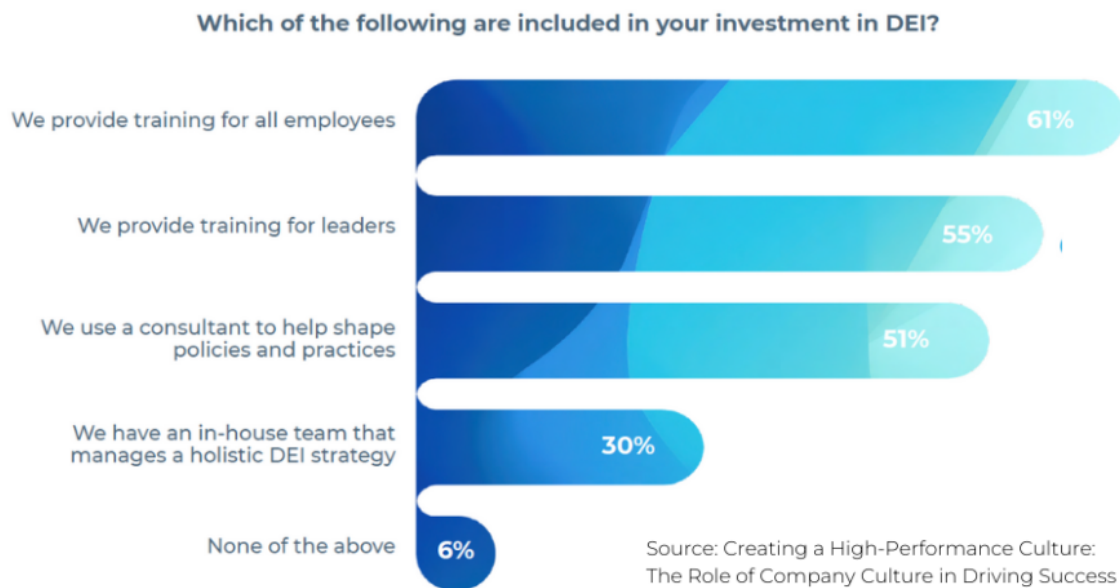 Which of the following are included in your investment in DEI?
We provide training for all employees
61%
We provide training for leaders
55%
We use a consultant to help shape
policies and practices
51%
We have an in-house team that
manages a holistic DEI strategy
30%
None of the above
6%
Source: Creating a High-Performance Culture:
The Role of Company Culture in Driving Success